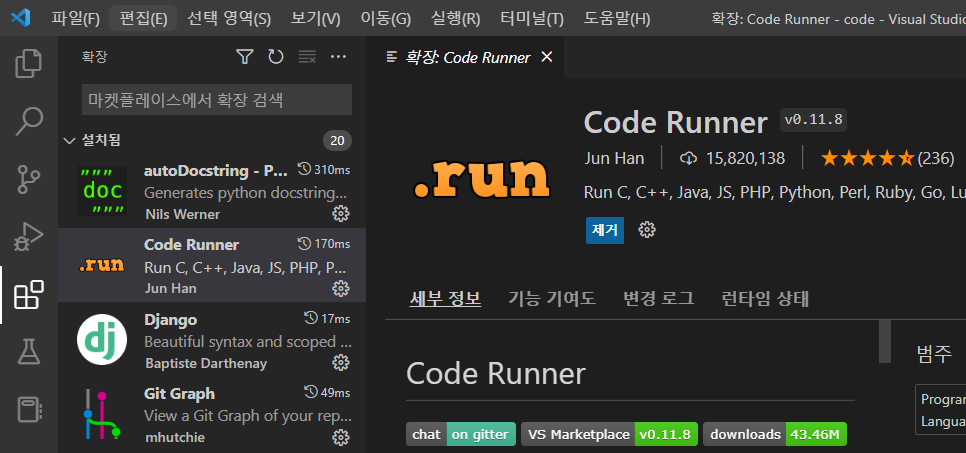 파일(F) 편집(E) 선택 영역(S) 보기(V) 이동(G) 실행(R) 터미널(T) 도움말(H) 확장: Code Runner - code - Visual Studio
확장
마켓플레이스에서 확장 검색
설치됨 20
autoDocstring - P... 310ms
Generates python docstring...
Nils Werner
Code Runner 170ms
Run C, C++, Java, JS, PHP, P...
Jun Han
Django 17ms
Beautiful syntax and scoped ...
Baptiste Darthenay
Git Graph 49ms
View a Git Graph of your rep...
mhutchie
"""
doc
"""
.run
dj
확장: Code Runner
.run
Code Runner v0.11.8
Jun Han 15,820,138 (236)
Run C, C++, Java, JS, PHP, Python, Perl, Ruby, Go, Lu
제거
세부 정보 기능 기여도 변경 로그 런타임 상태
Code Runner
chat on gitter VS Marketplace v0.11.8 downloads 43.46M
범주
Program
Langua